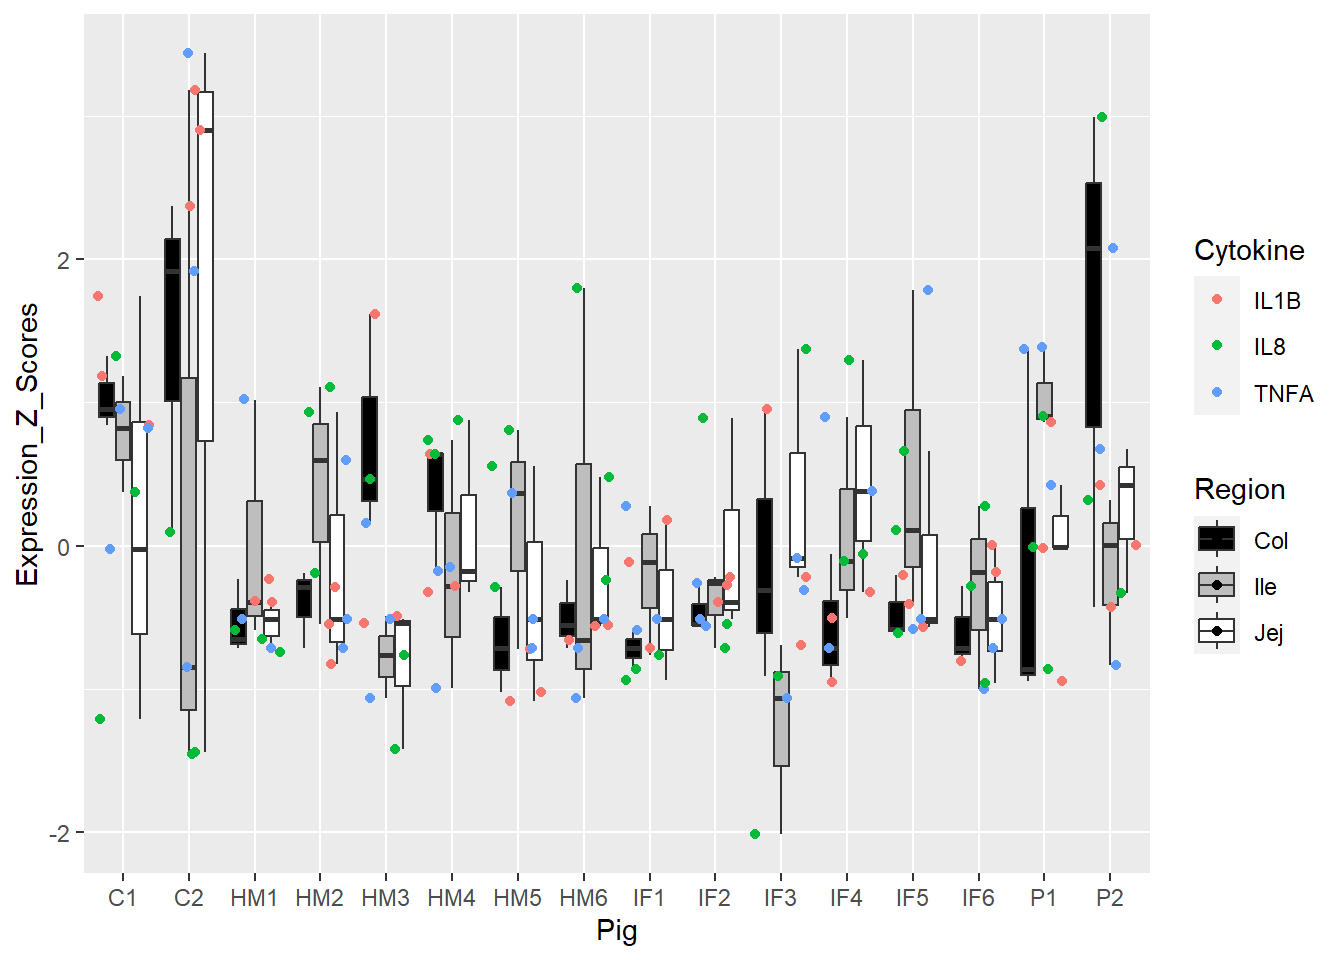 Expression_Z_Scores
2
0
-2
C1 C2 HM1 HM2 HM3 HM4 HM5 HM6 IF1 IF2 IF3 IF4 IF5 IF6 P1 P2
Pig
Cytokine
IL1B
IL8
TNFA
Region
Col
Ile
Jej